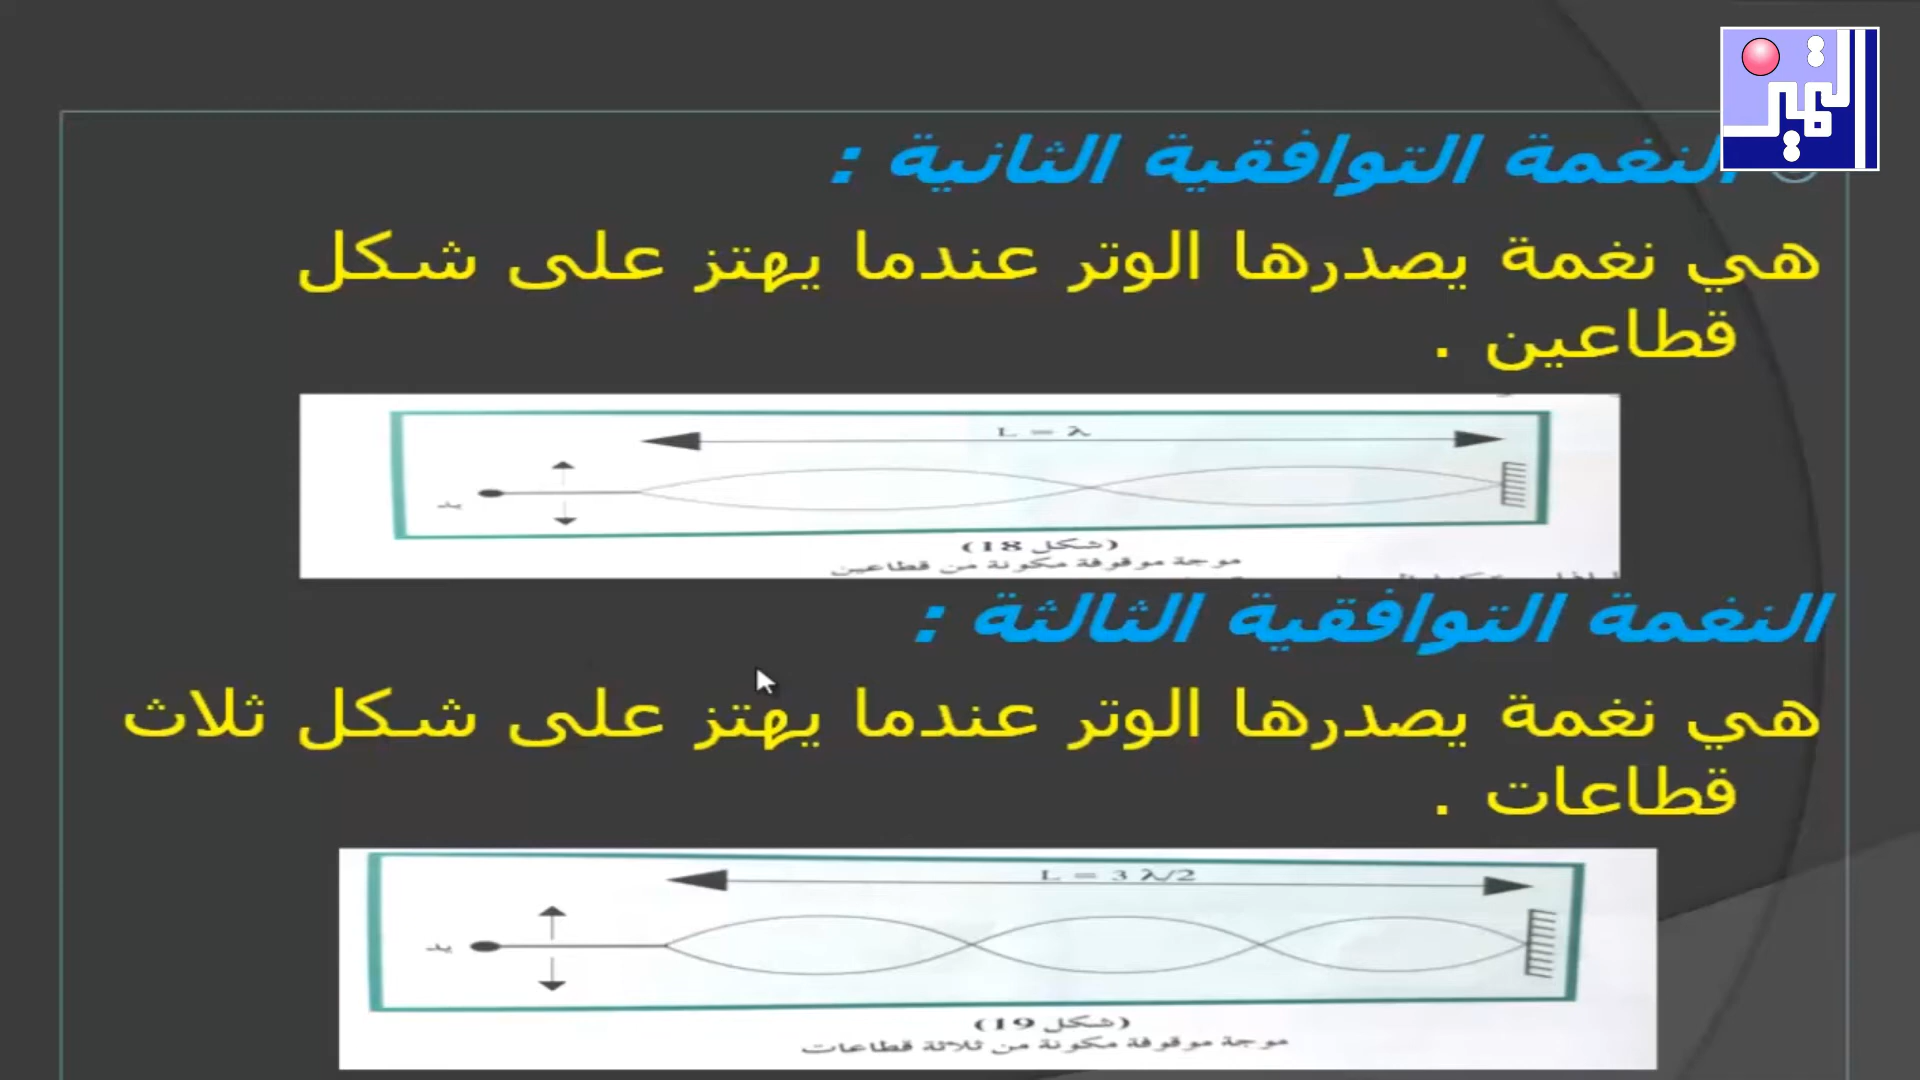 النغمة التوافقية الثانية :
هي نغمة يصدرها الوتر عندما يهتز على شكل
قطاعين .
L = λ
يد
(شكل 18)
موجة موقوفة مكونة من قطاعين
النغمة التوافقية الثالثة :
هي نغمة يصدرها الوتر عندما يهتز على شكل ثلاث
قطاعات .
L = 3 λ/2
يد
(شكل 19)
موجة موقوفة مكونة من ثلاثة قطاعات